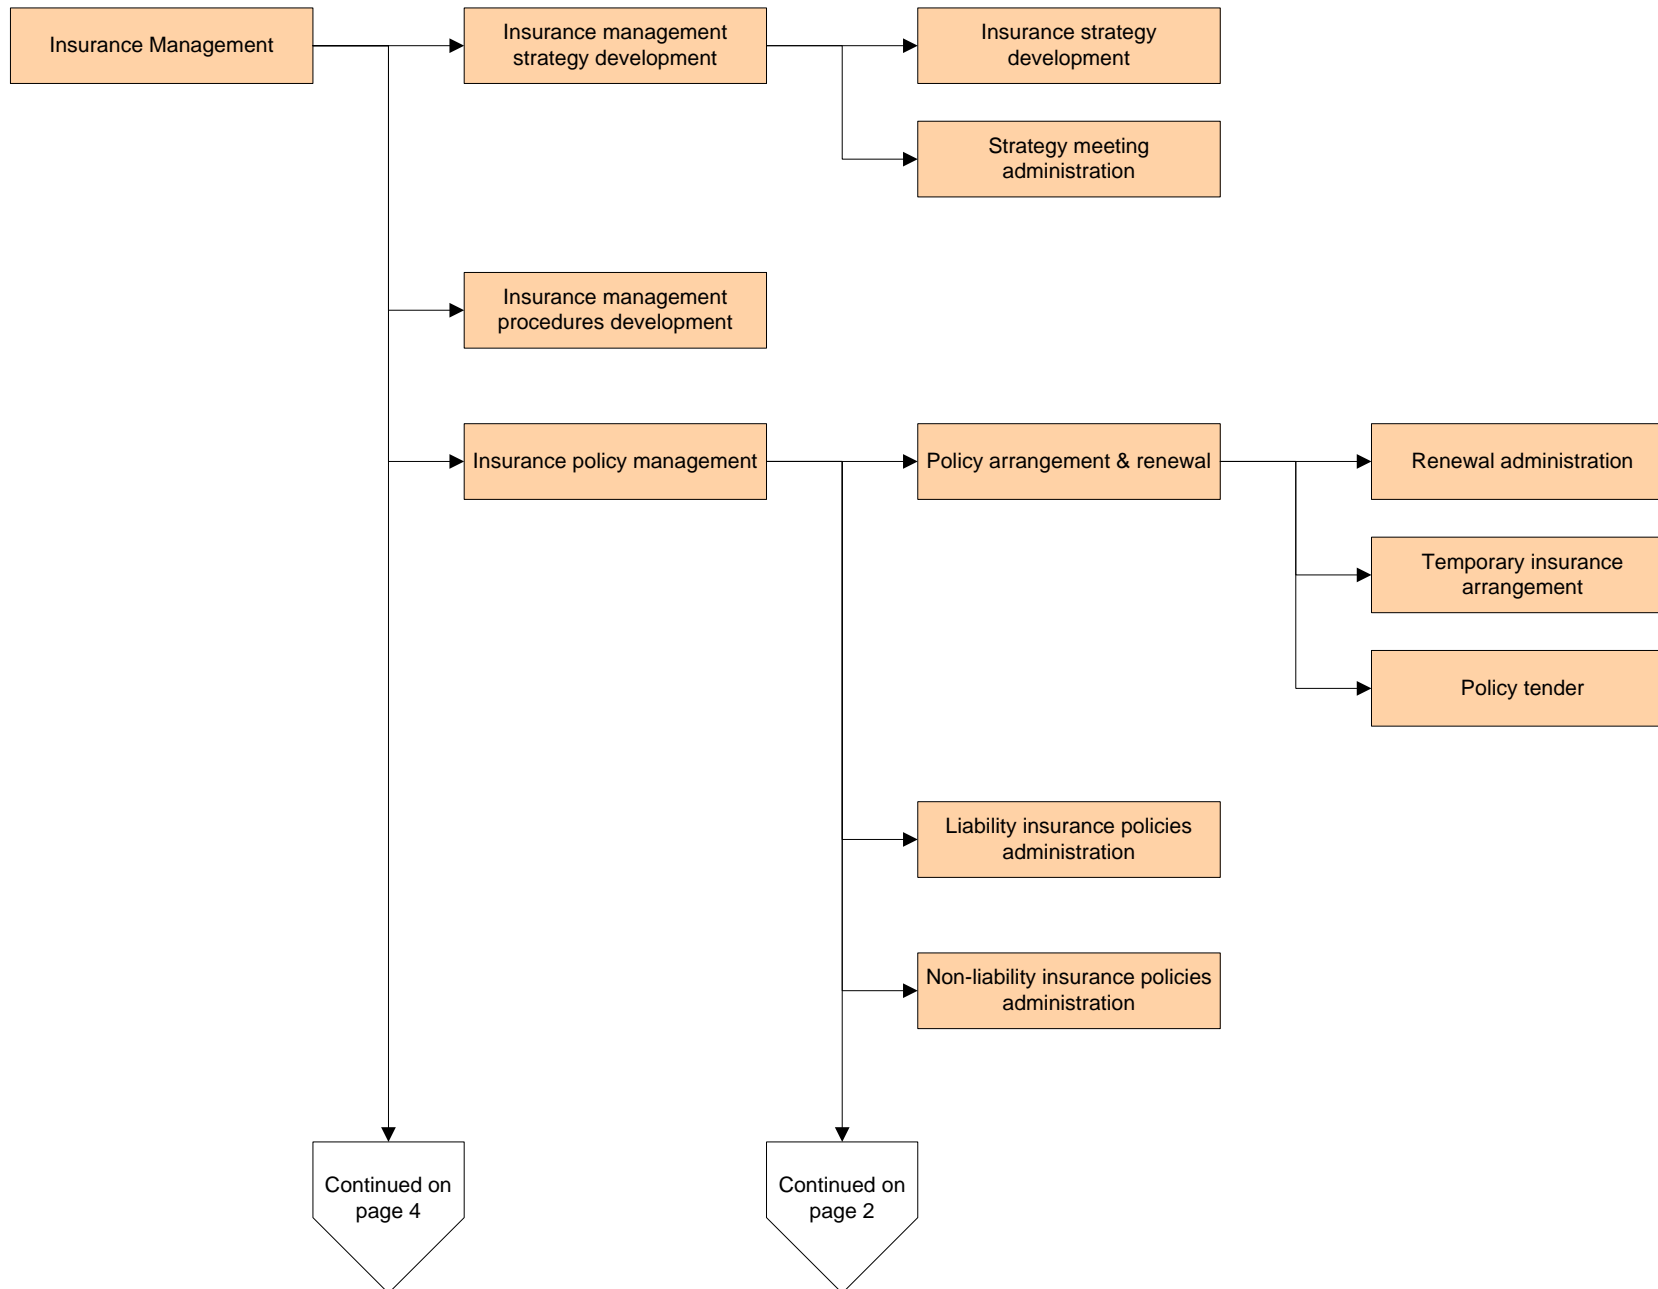 Insurance Management
Insurance management
strategy development
Insurance strategy
development
Strategy meeting
administration
Insurance management
procedures development
Insurance policy management
Policy arrangement & renewal
Renewal administration
Temporary insurance
arrangement
Policy tender
Liability insurance policies
administration
Non-liability insurance policies
administration
Continued on
page 4
Continued on
page 2